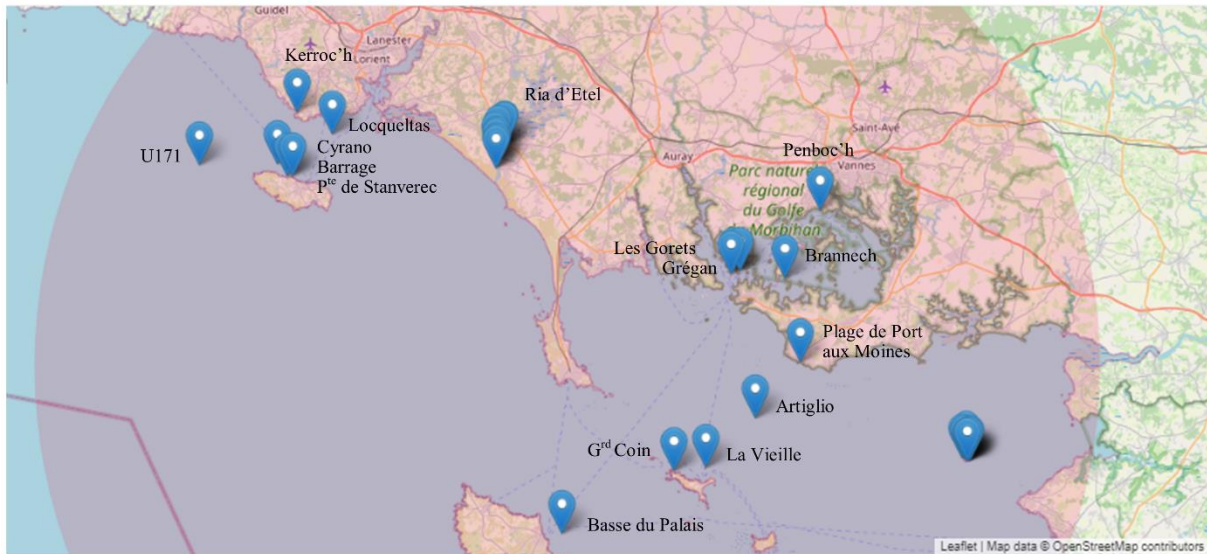 Guidel
Lanester
Kerroc'h
Lorient
Ria d'Etel
Locqueltas
Saint-Avé
U171
Cyrano
Barrage
Pte de Stanverec
Auray
Penboc'h
Vannes
Parc naturel
régional
du Golfe
du Morbihan
Les Gorets
Grégan
Brannech
Plage de Port
aux Moines
Artiglio
Grd Coin
La Vieille
Basse du Palais
Leaflet | Map data © OpenStreetMap contributors